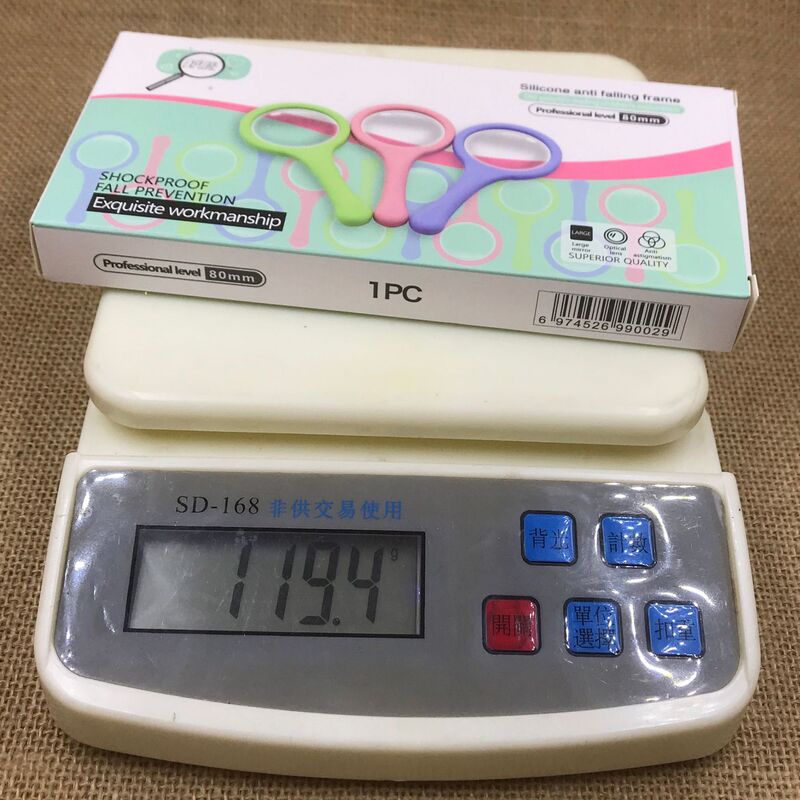 Silicone anti falling frame
Professional level 80mm
SHOCKPROOF
FALL PREVENTION
Exquisite workmanship
LARGE
Large mirror
Optical lens
Anti astigmatism
SUPERIOR QUALITY
Professional level 80mm
1PC
6 974526 990029
SD-168 非供交易使用
119.4 g
背光
計數
開關
單位
選擇
扣重